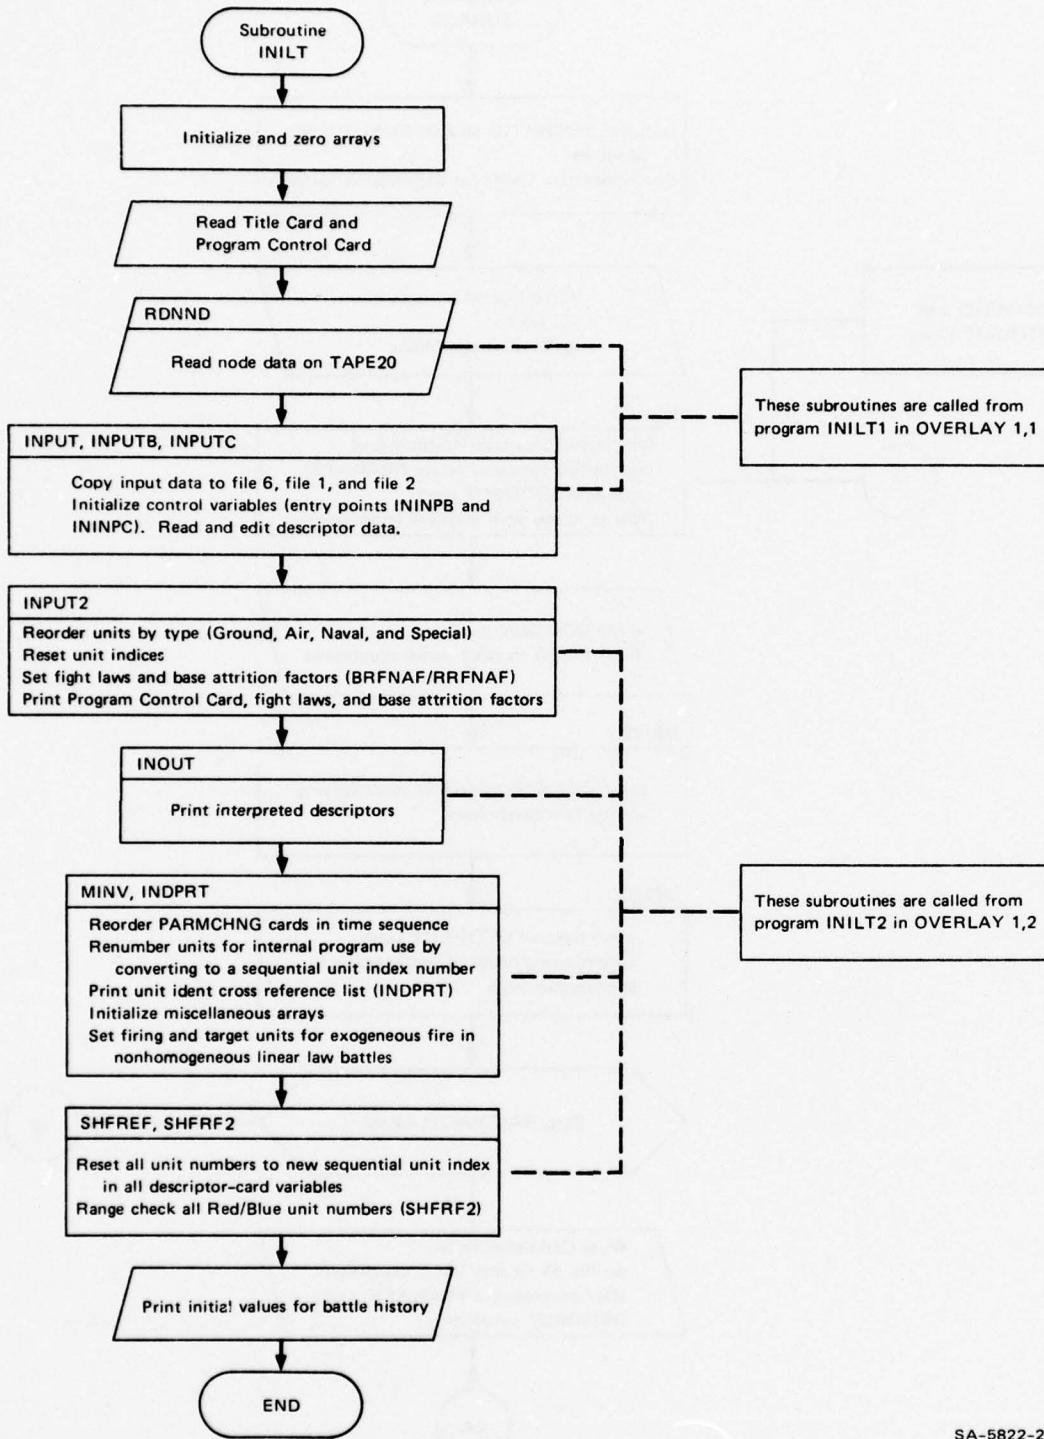 Subroutine
INILT
Initialize and zero arrays
Read Title Card and
Program Control Card
RDNND
Read node data on TAPE20
These subroutines are called from
program INILT1 in OVERLAY 1,1
INPUT, INPUTB, INPUTC
Copy input data to file 6, file 1, and file 2
Initialize control variables (entry points ININPB and
ININPC). Read and edit descriptor data.
INPUT2
Reorder units by type (Ground, Air, Naval, and Special)
Reset unit indices
Set fight laws and base attrition factors (BRFNAF/RRFNAF)
Print Program Control Card, fight laws, and base attrition factors
INOUT
Print interpreted descriptors
MINV, INDPRT
Reorder PARMCHNG cards in time sequence
Renumber units for internal program use by
converting to a sequential unit index number
Print unit ident cross reference list (INDPRT)
Initialize miscellaneous arrays
Set firing and target units for exogeneous fire in
nonhomogeneous linear law battles
These subroutines are called from
program INILT2 in OVERLAY 1,2
SHFREF, SHFRF2
Reset all unit numbers to new sequential unit index
in all descriptor-card variables
Range check all Red/Blue unit numbers (SHFRF2)
Print initial values for battle history
END
SA-5822-2